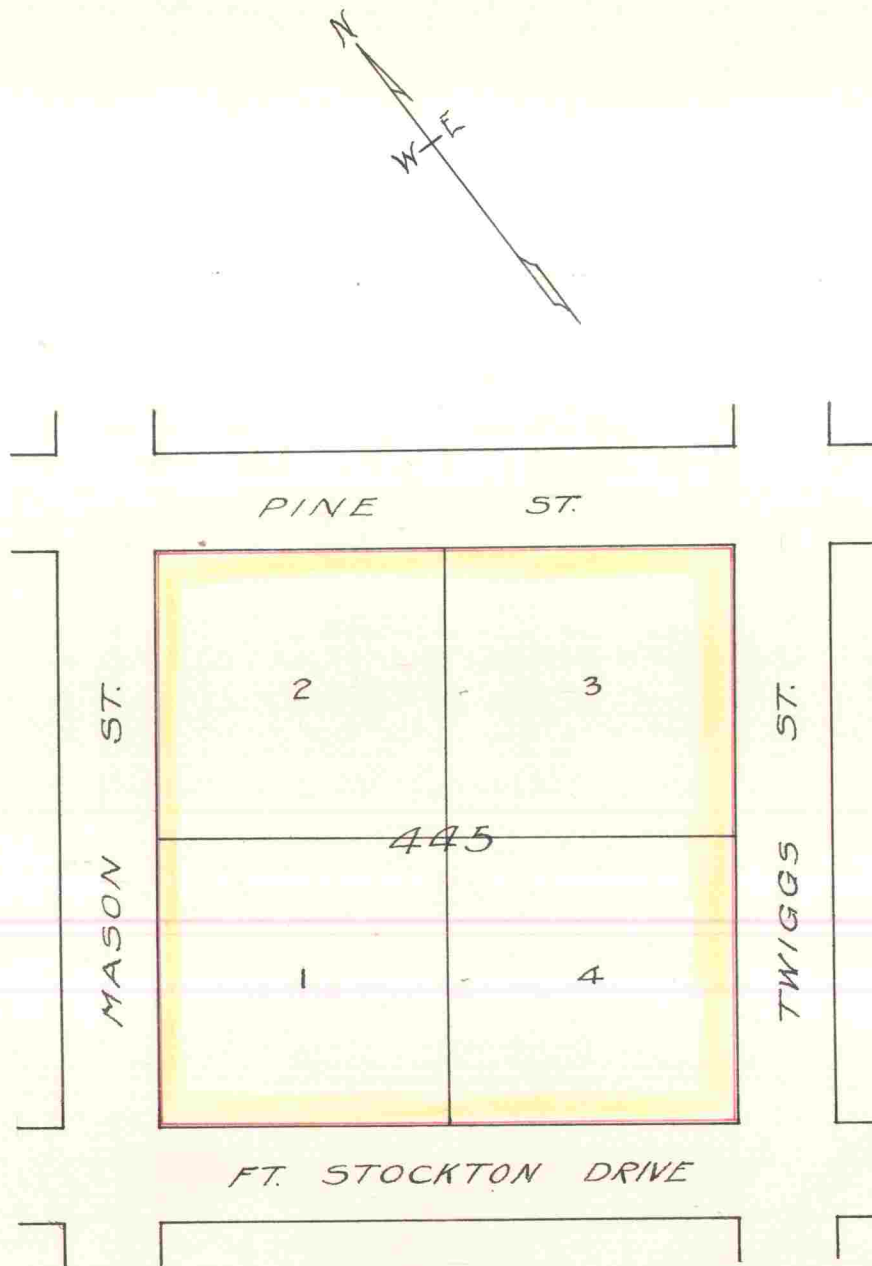 N
W E
PINE ST.
MASON ST.
2
3
TWIGGS ST.
445
1
4
FT. STOCKTON DRIVE